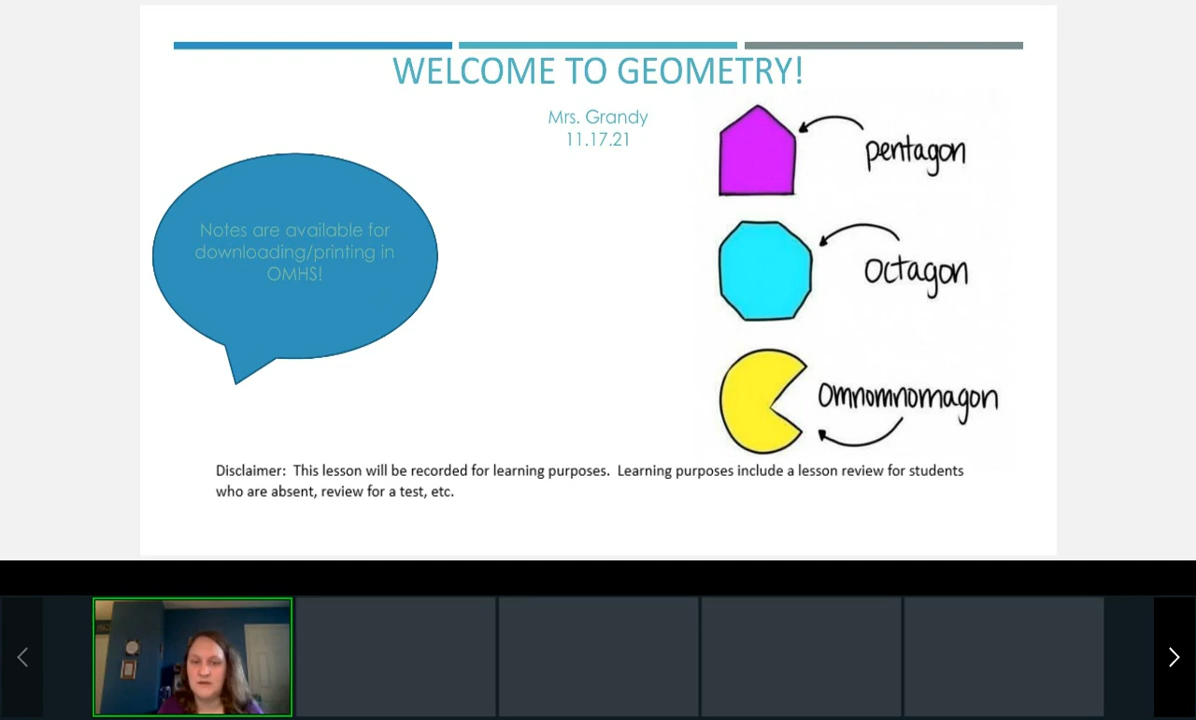 WELCOME TO GEOMETRY!
Mrs. Grandy
11.17.21
Notes are available for
downloading/printing in
OMHS!
pentagon
Octagon
Omnomnomagon
Disclaimer:  This lesson will be recorded for learning purposes.  Learning purposes include a lesson review for students
who are absent, review for a test, etc.